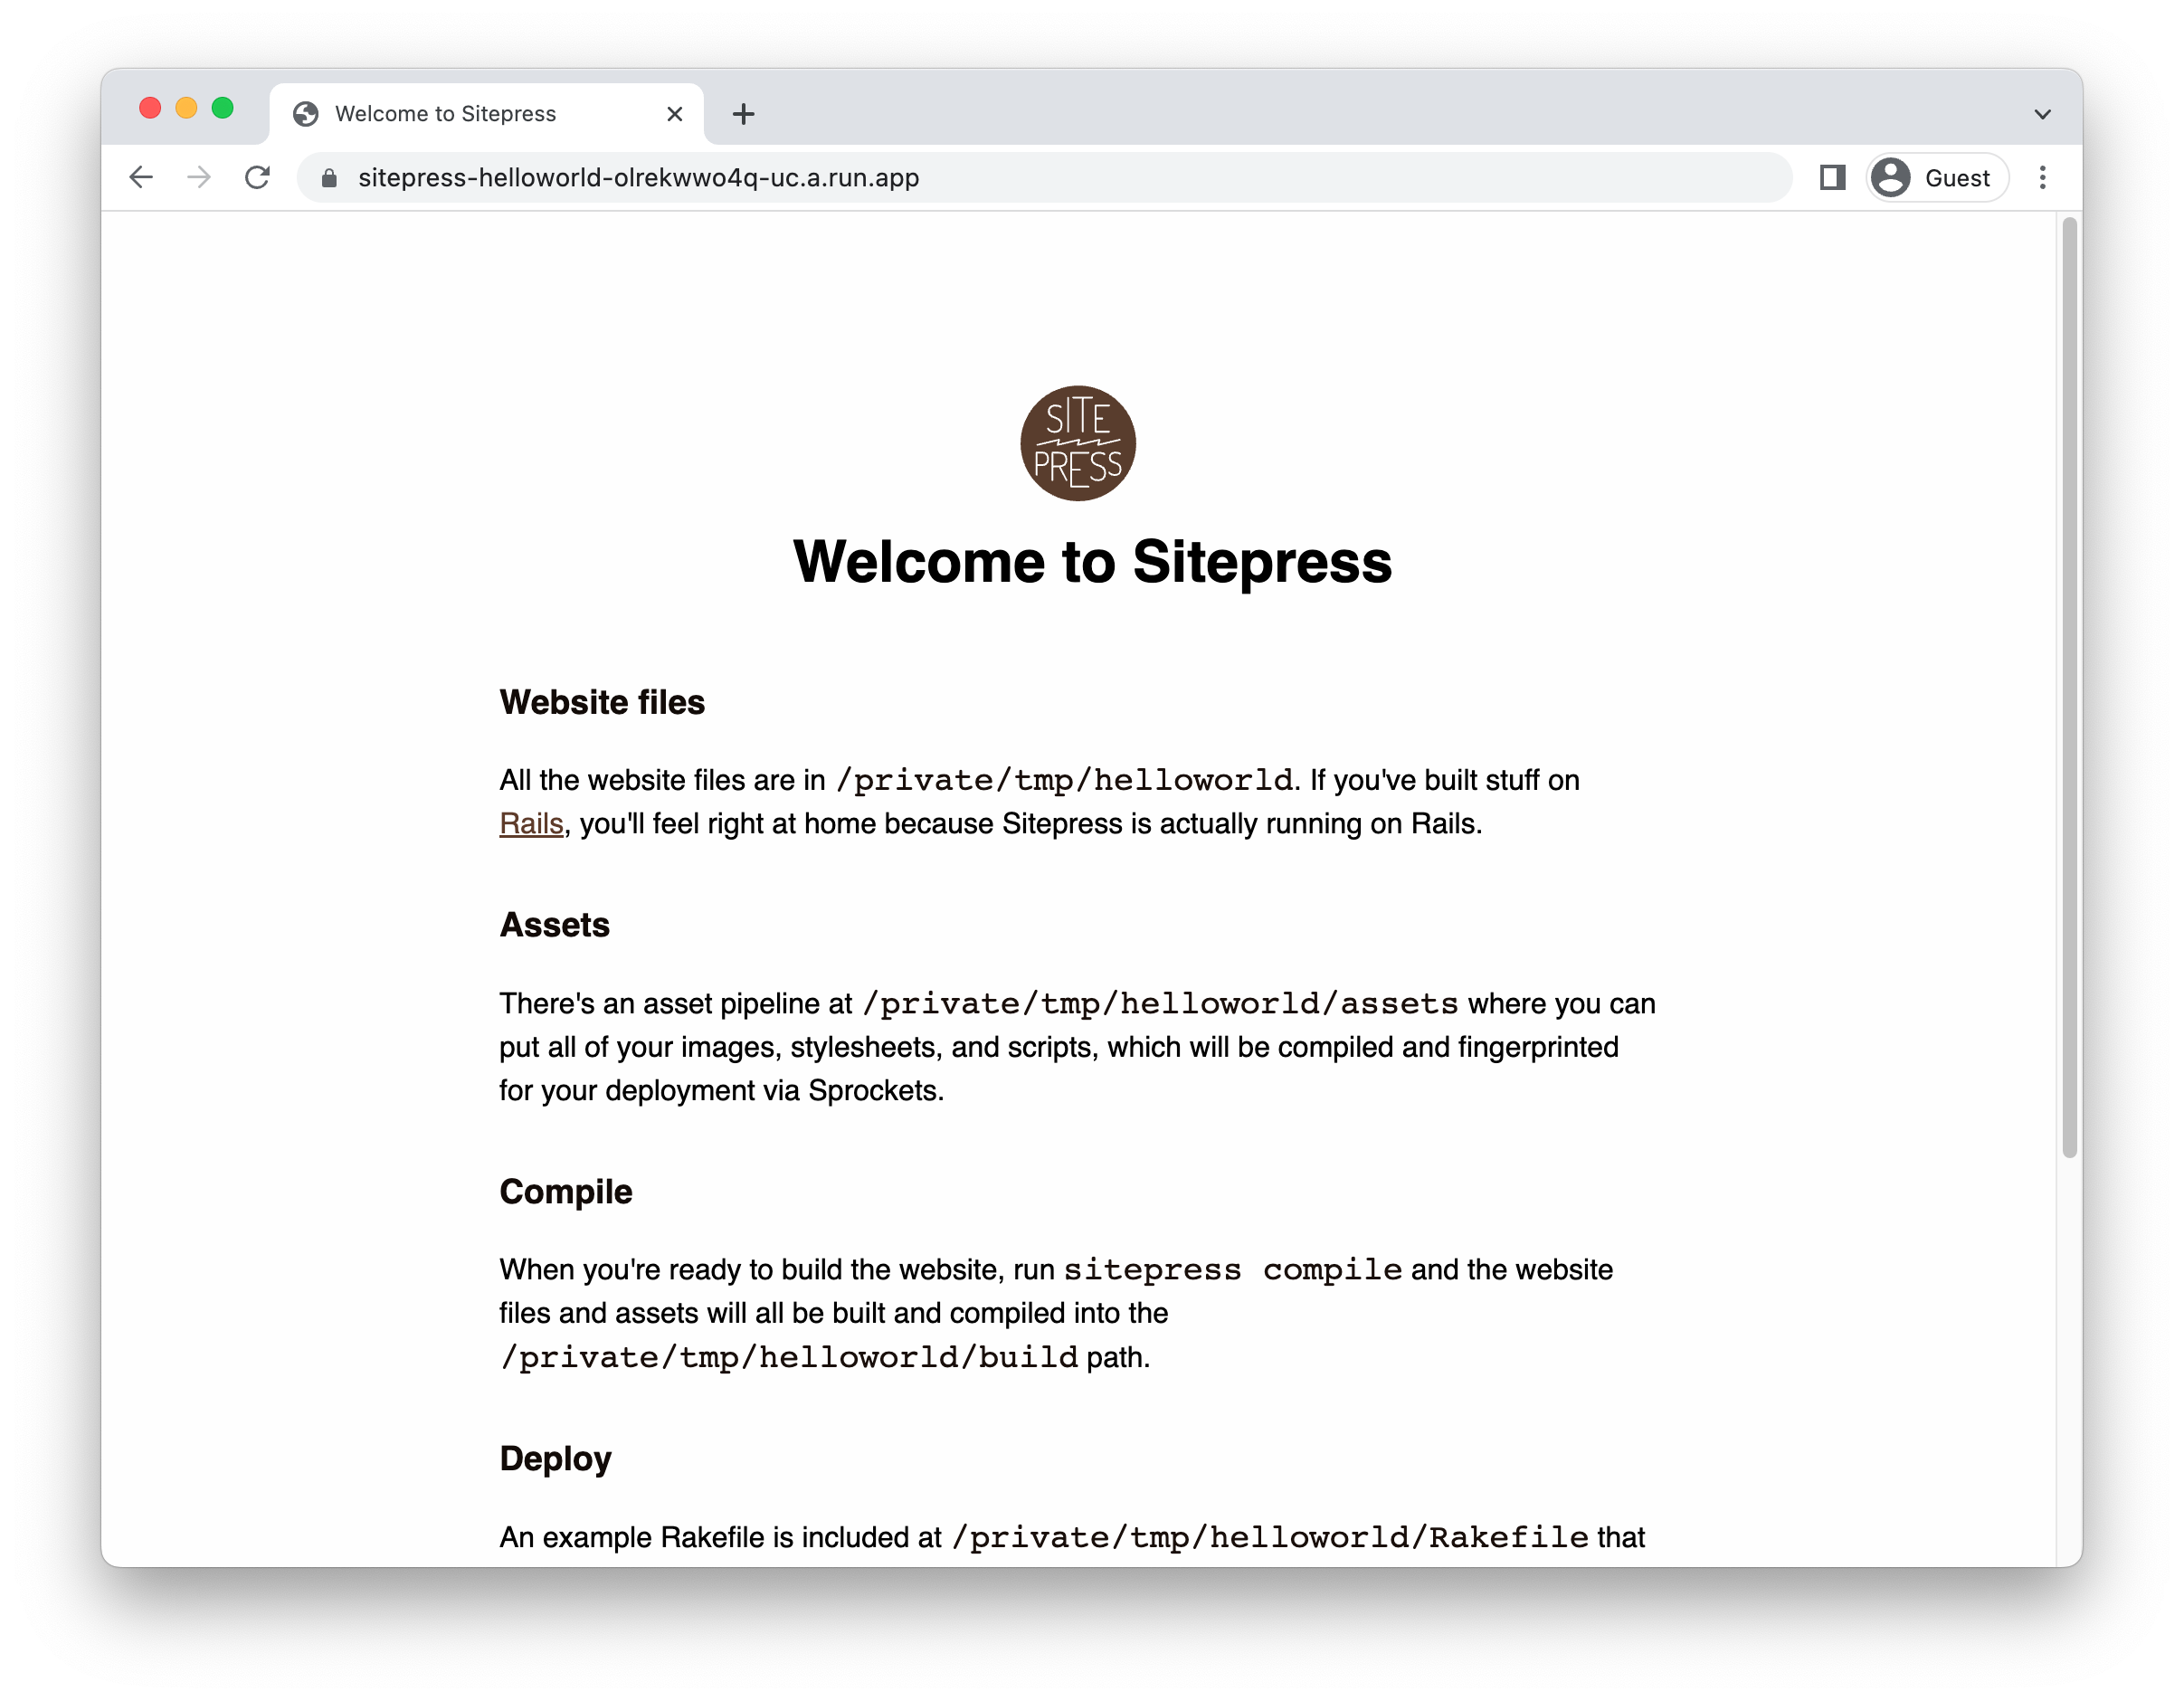 Welcome to Sitepress
sitepress-helloworld-olrekwwo4q-uc.a.run.app
Guest
SITE
PRESS
Welcome to Sitepress
Website files
All the website files are in /private/tmp/helloworld. If you've built stuff on
Rails, you'll feel right at home because Sitepress is actually running on Rails.
Assets
There's an asset pipeline at /private/tmp/helloworld/assets where you can
put all of your images, stylesheets, and scripts, which will be compiled and fingerprinted
for your deployment via Sprockets.
Compile
When you're ready to build the website, run sitepress compile and the website
files and assets will all be built and compiled into the
/private/tmp/helloworld/build path.
Deploy
An example Rakefile is included at /private/tmp/helloworld/Rakefile that